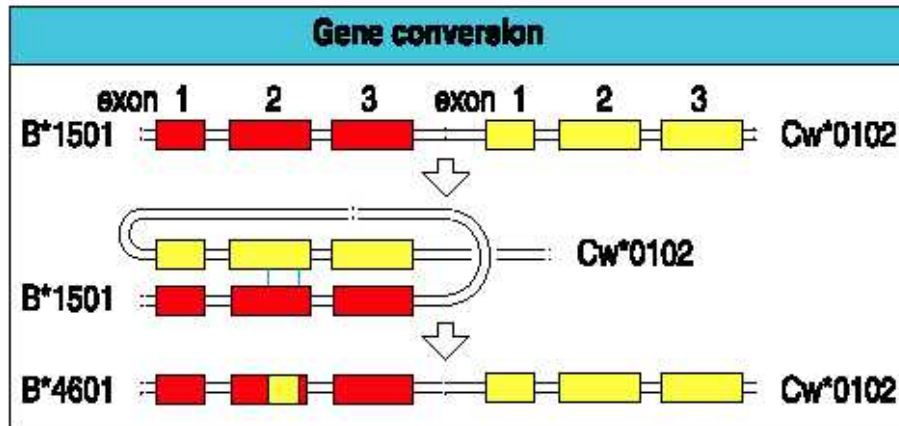 Gene conversion
exon 1 2 3 exon 1 2 3
B*1501 Cw*0102
Cw*0102
B*1501
B*4601 Cw*0102